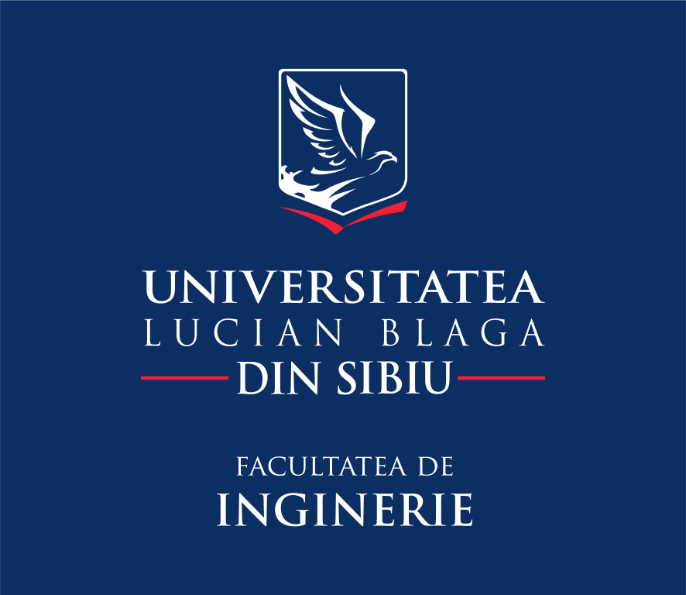 UNIVERSITATEA
LUCIAN BLAGA
DIN SIBIU
FACULTATEA DE
INGINERIE